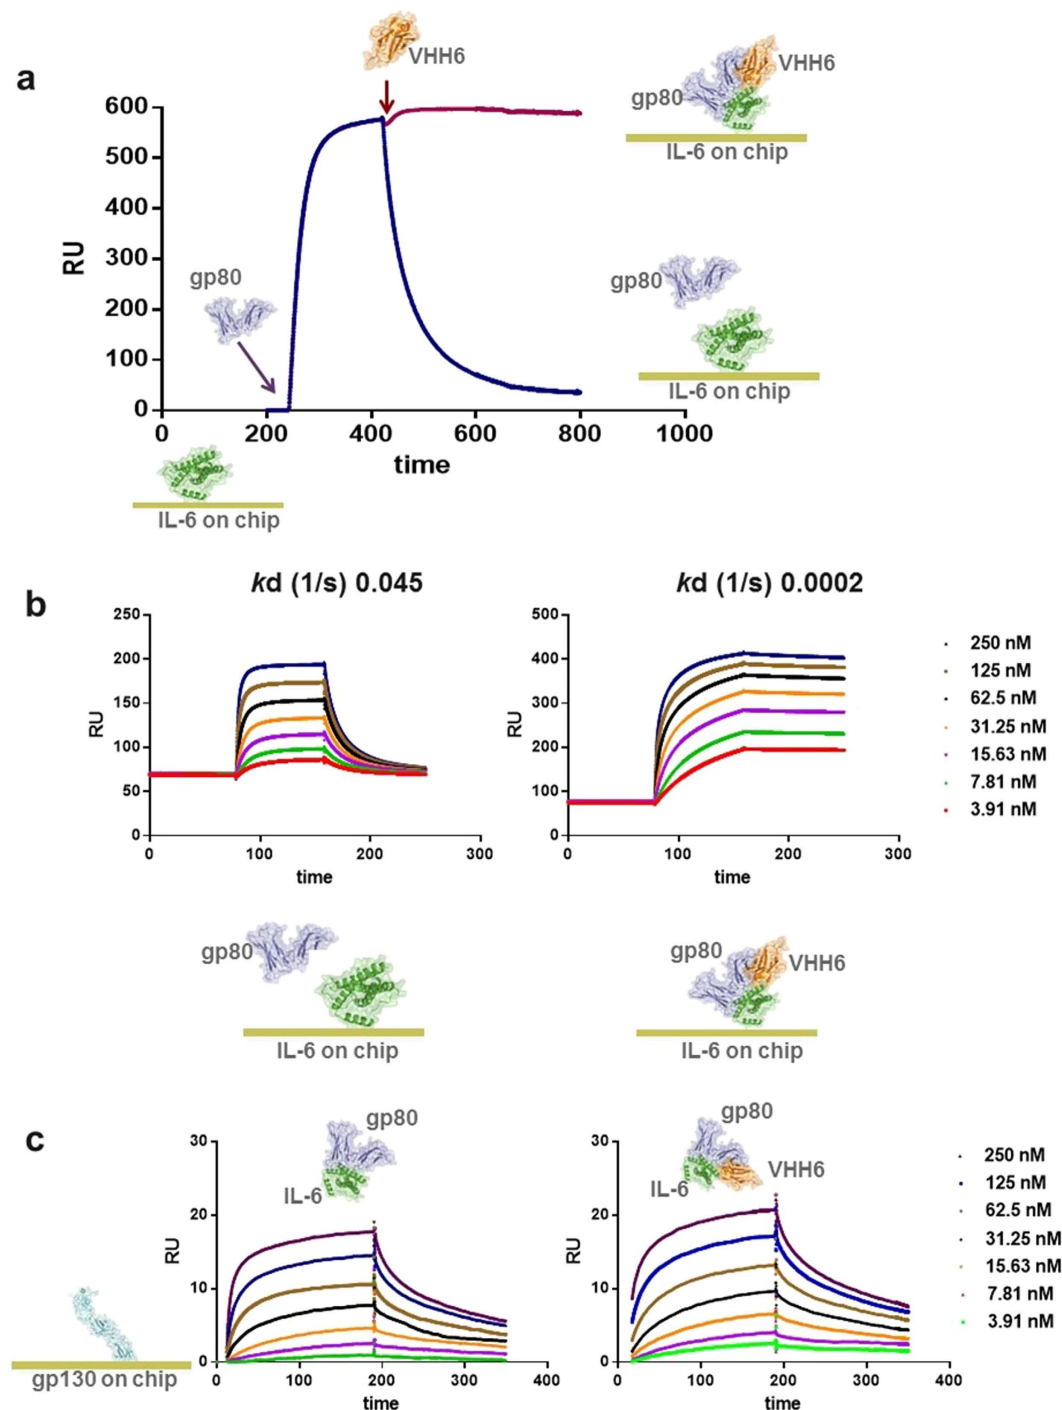 a
VHH6
VHH6
gp80
IL-6 on chip
600
500
400
300
200
100
0
RU
gp80
gp80
IL-6 on chip
0 200 400 600 800 1000
time
IL-6 on chip
b
kd (1/s) 0.045
kd (1/s) 0.0002
250
200
150
100
50
0
RU
0 100 200 300
time
500
400
300
200
100
0
RU
0 100 200 300
time
250 nM
125 nM
62.5 nM
31.25 nM
15.63 nM
7.81 nM
3.91 nM
gp80
IL-6 on chip
gp80
VHH6
IL-6 on chip
c
gp130 on chip
30
20
10
0
RU
gp80
IL-6
0 100 200 300 400
time
30
20
10
0
RU
gp80
IL-6
VHH6
0 100 200 300 400
time
250 nM
125 nM
62.5 nM
31.25 nM
15.63 nM
7.81 nM
3.91 nM